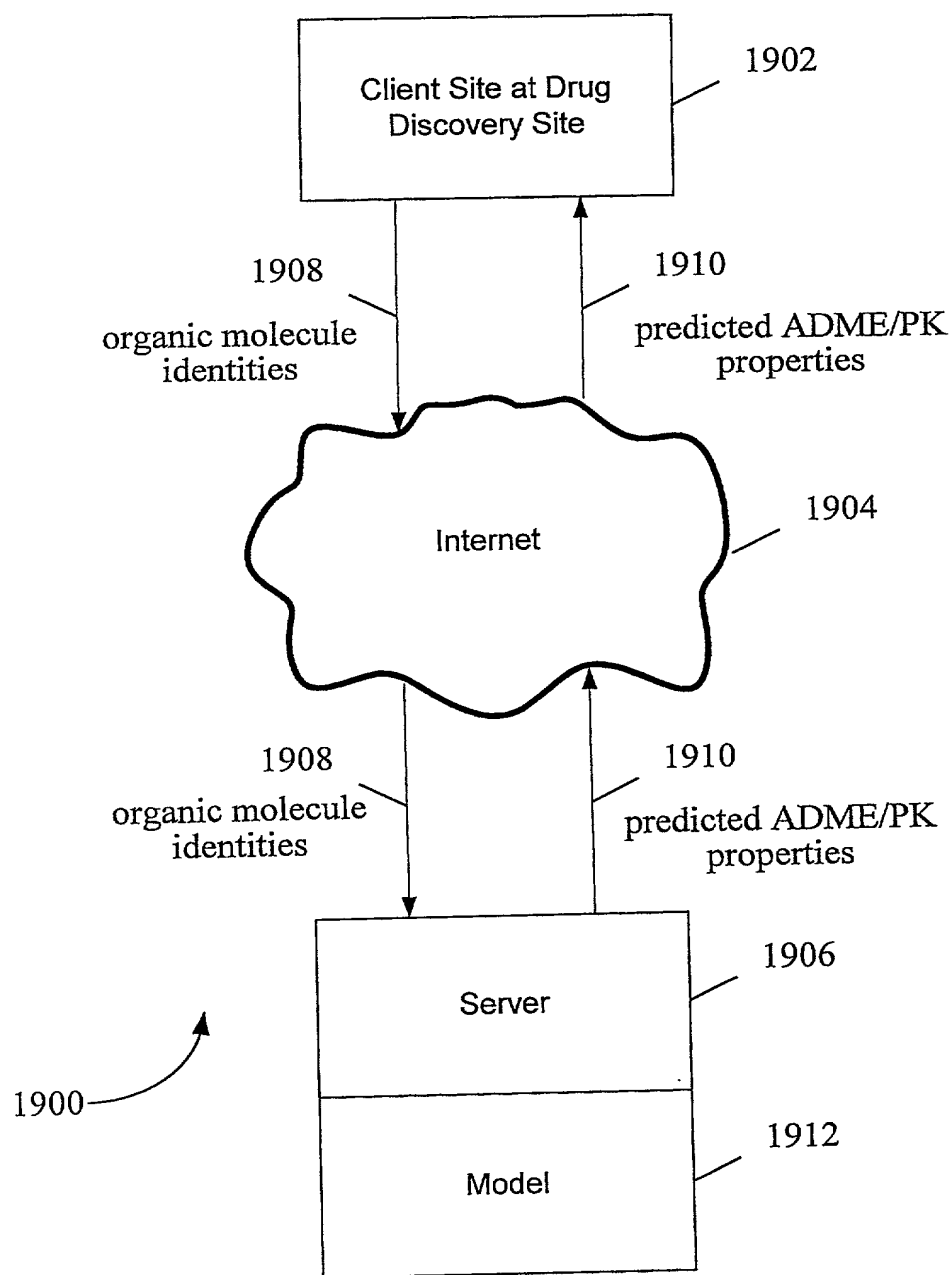 1902
Client Site at Drug
Discovery Site
1908
organic molecule
identities
1910
predicted ADME/PK
properties
1904
Internet
1908
organic molecule
identities
1910
predicted ADME/PK
properties
1906
Server
1900
1912
Model